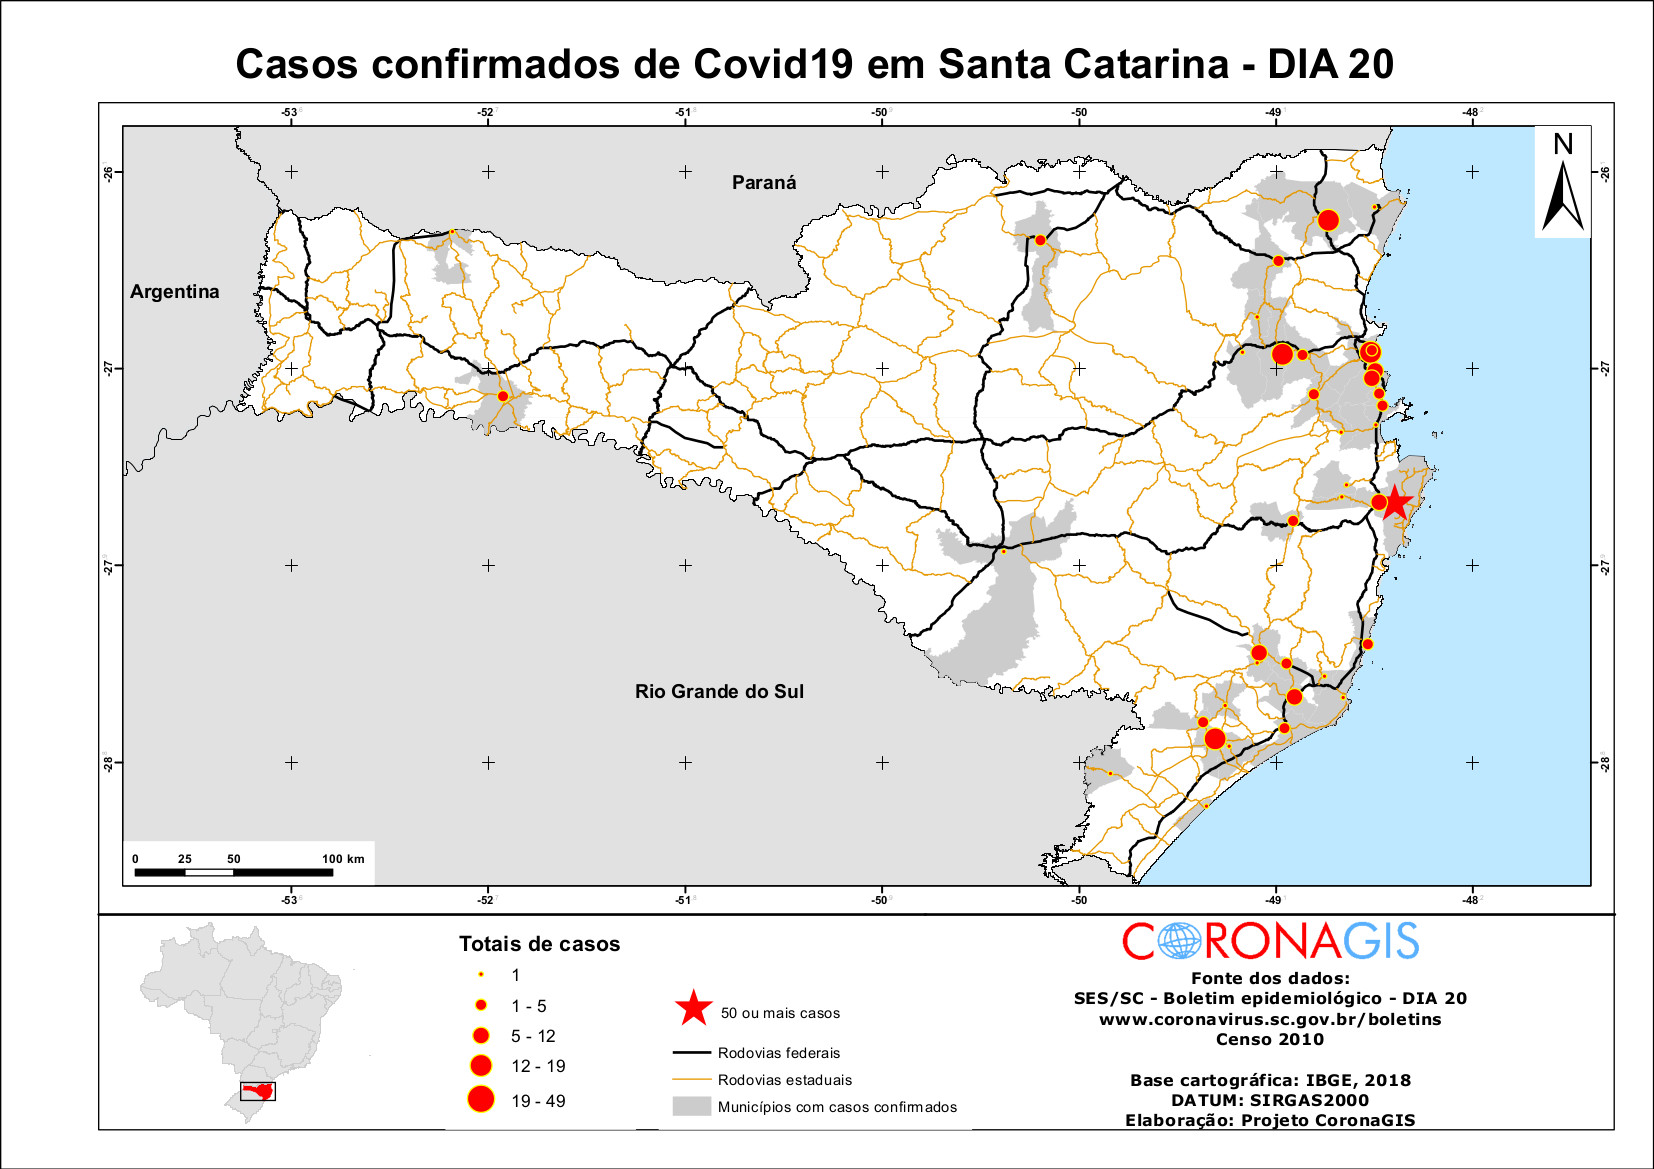 Casos confirmados de Covid19 em Santa Catarina - DIA 20
-53 -52 -51 -50 -50 -49 -48
N
-26 -26
Paraná
Argentina
-27 -27
-27 -27
Rio Grande do Sul
-28 -28
0 25 50 100 km
-53 -52 -51 -50 -50 -49 -48
Totais de casos
1
1 - 5
5 - 12
12 - 19
19 - 49
50 ou mais casos
Rodovias federais
Rodovias estaduais
Municípios com casos confirmados
CORONAGIS
Fonte dos dados:
SES/SC - Boletim epidemiológico - DIA 20
www.coronavirus.sc.gov.br/boletins
Censo 2010
Base cartográfica: IBGE, 2018
DATUM: SIRGAS2000
Elaboração: Projeto CoronaGIS